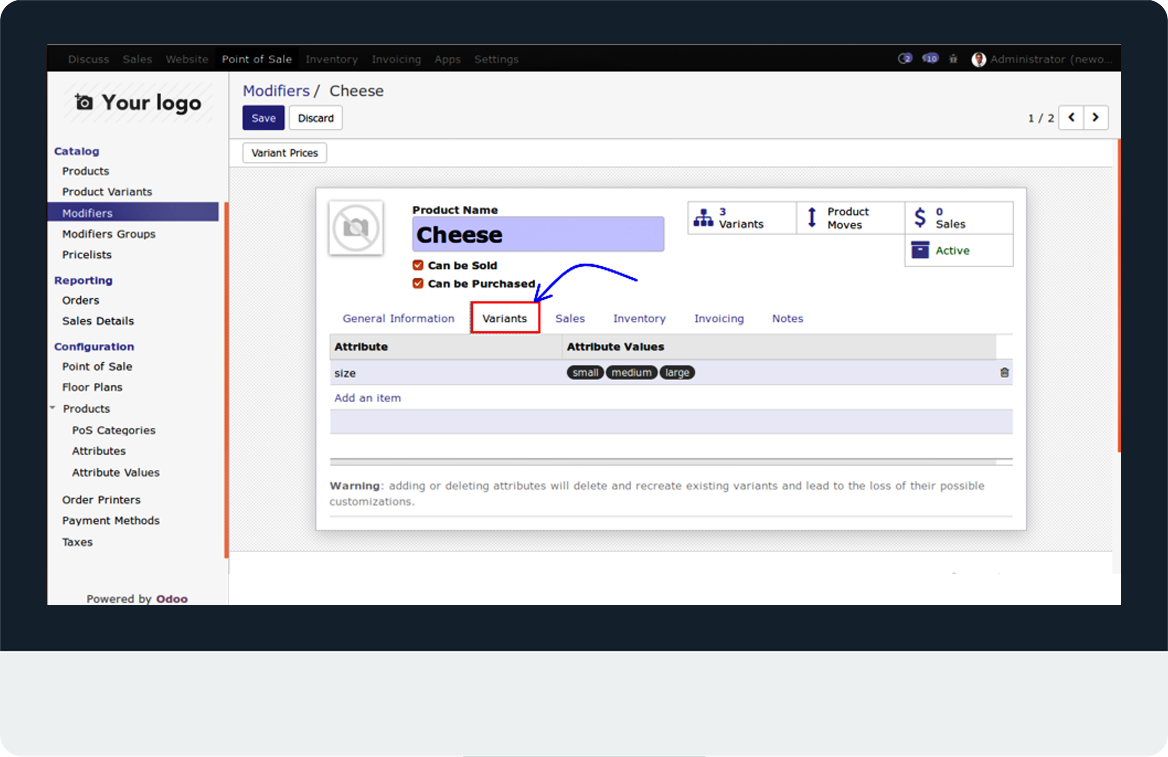 Discuss Sales Website Point of Sale Inventory Invoicing Apps Settings 2 10 Administrator (newo...
Your logo
Modifiers / Cheese
Save Discard
1 / 2
Variant Prices
Catalog
Products
Product Variants
Modifiers
Modifiers Groups
Pricelists
Reporting
Orders
Sales Details
Configuration
Point of Sale
Floor Plans
Products
PoS Categories
Attributes
Attribute Values
Order Printers
Payment Methods
Taxes
Powered by Odoo
Product Name
Cheese
Can be Sold
Can be Purchased
3
Variants
Product
Moves
$ 0
Sales
Active
General Information Variants Sales Inventory Invoicing Notes
Attribute Attribute Values
size small medium large
Add an item
Warning: adding or deleting attributes will delete and recreate existing variants and lead to the loss of their possible
customizations.